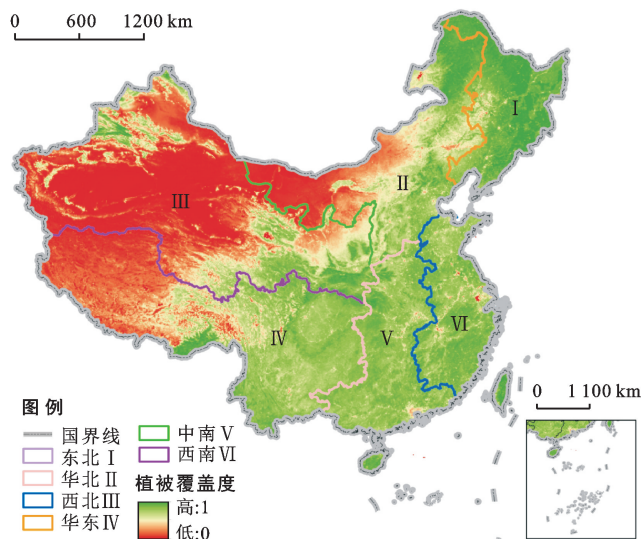 0 600 1200 km
I
II
III
IV
V
VI
0 1 100 km
图例
国界线
中南 V
东北 I
西南 VI
华北 II
植被覆盖度
西北 III
高:1
华东 IV
低:0